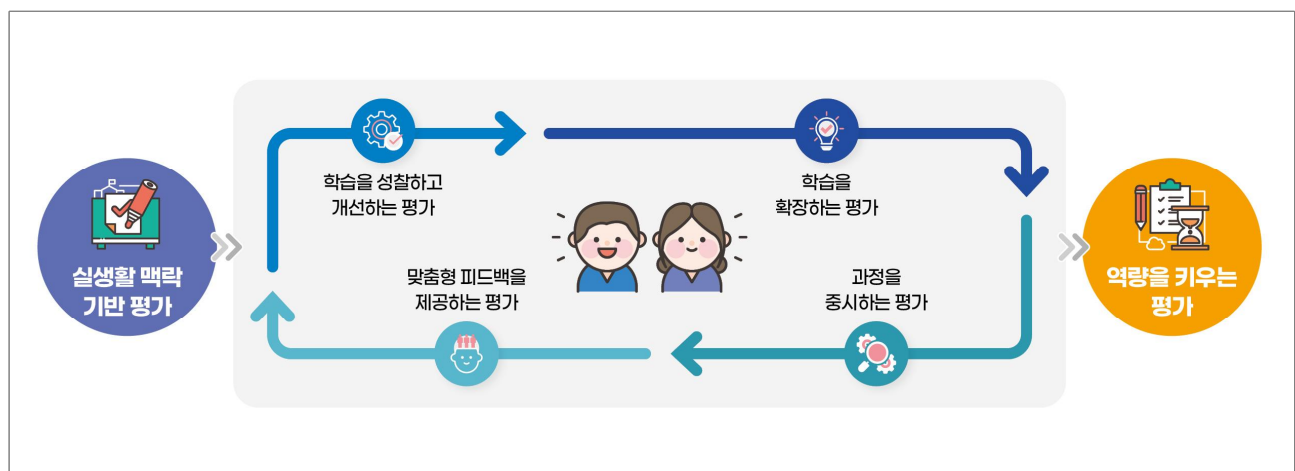 실생활 맥락
기반 평가
학습을 성찰하고
개선하는 평가
학습을
확장하는 평가
맞춤형 피드백을
제공하는 평가
과정을
중시하는 평가
역량을 키우는
평가